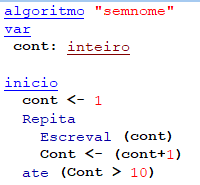 algoritmo "semnome"
var
cont: inteiro
inicio
cont <- 1
Repita
Escreval (cont)
Cont <- (cont+1)
ate (Cont > 10)